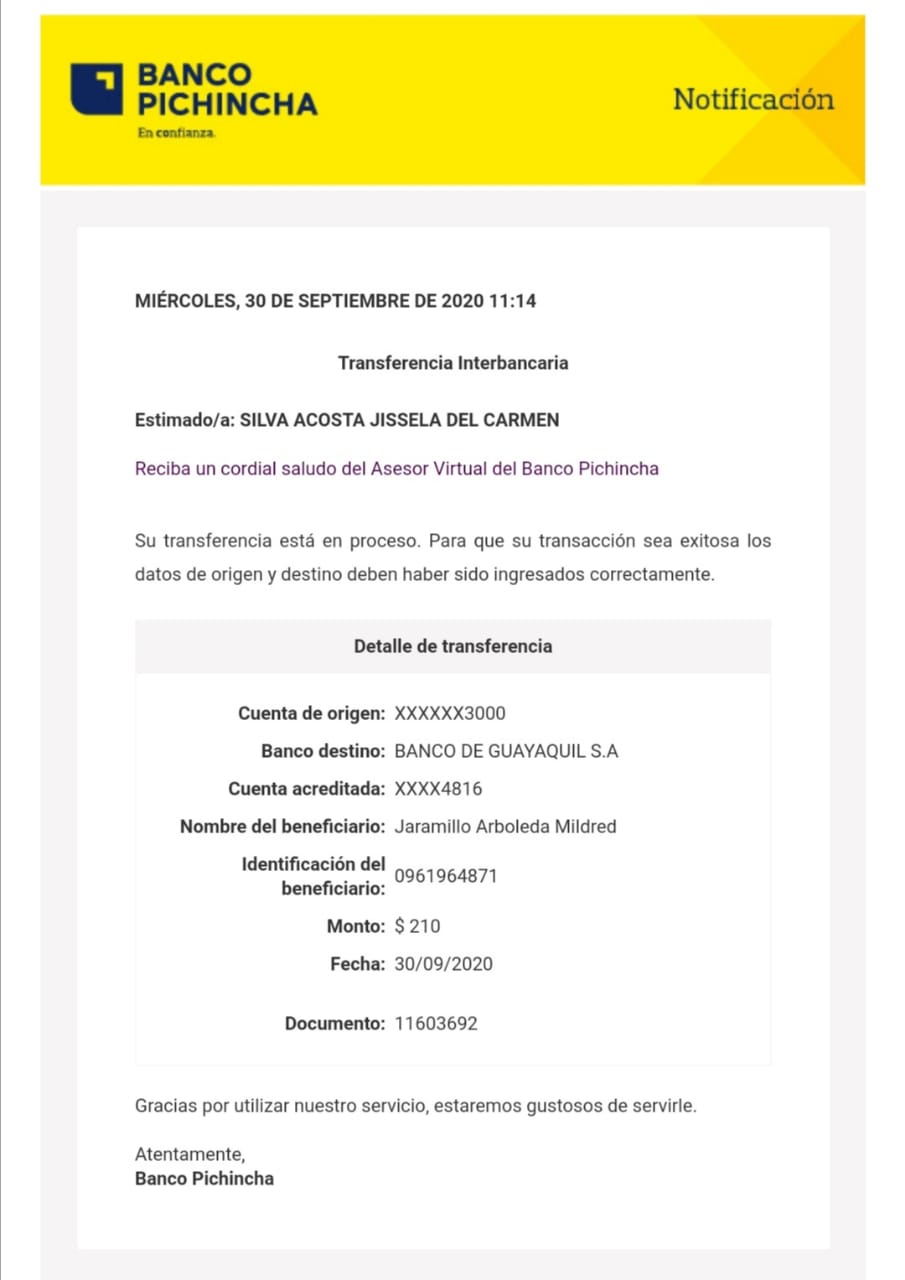 BANCO
PICHINCHA
En confianza.
Notificación
MIÉRCOLES, 30 DE SEPTIEMBRE DE 2020 11:14
Transferencia Interbancaria
Estimado/a: SILVA ACOSTA JISSELA DEL CARMEN
Reciba un cordial saludo del Asesor Virtual del Banco Pichincha
Su transferencia está en proceso. Para que su transacción sea exitosa los
datos de origen y destino deben haber sido ingresados correctamente.
Detalle de transferencia
Cuenta de origen: XXXXXX3000
Banco destino: BANCO DE GUAYAQUIL S.A
Cuenta acreditada: XXXX4816
Nombre del beneficiario: Jaramillo Arboleda Mildred
Identificación del
beneficiario: 0961964871
Monto: $ 210
Fecha: 30/09/2020
Documento: 11603692
Gracias por utilizar nuestro servicio, estaremos gustosos de servirle.
Atentamente,
Banco Pichincha